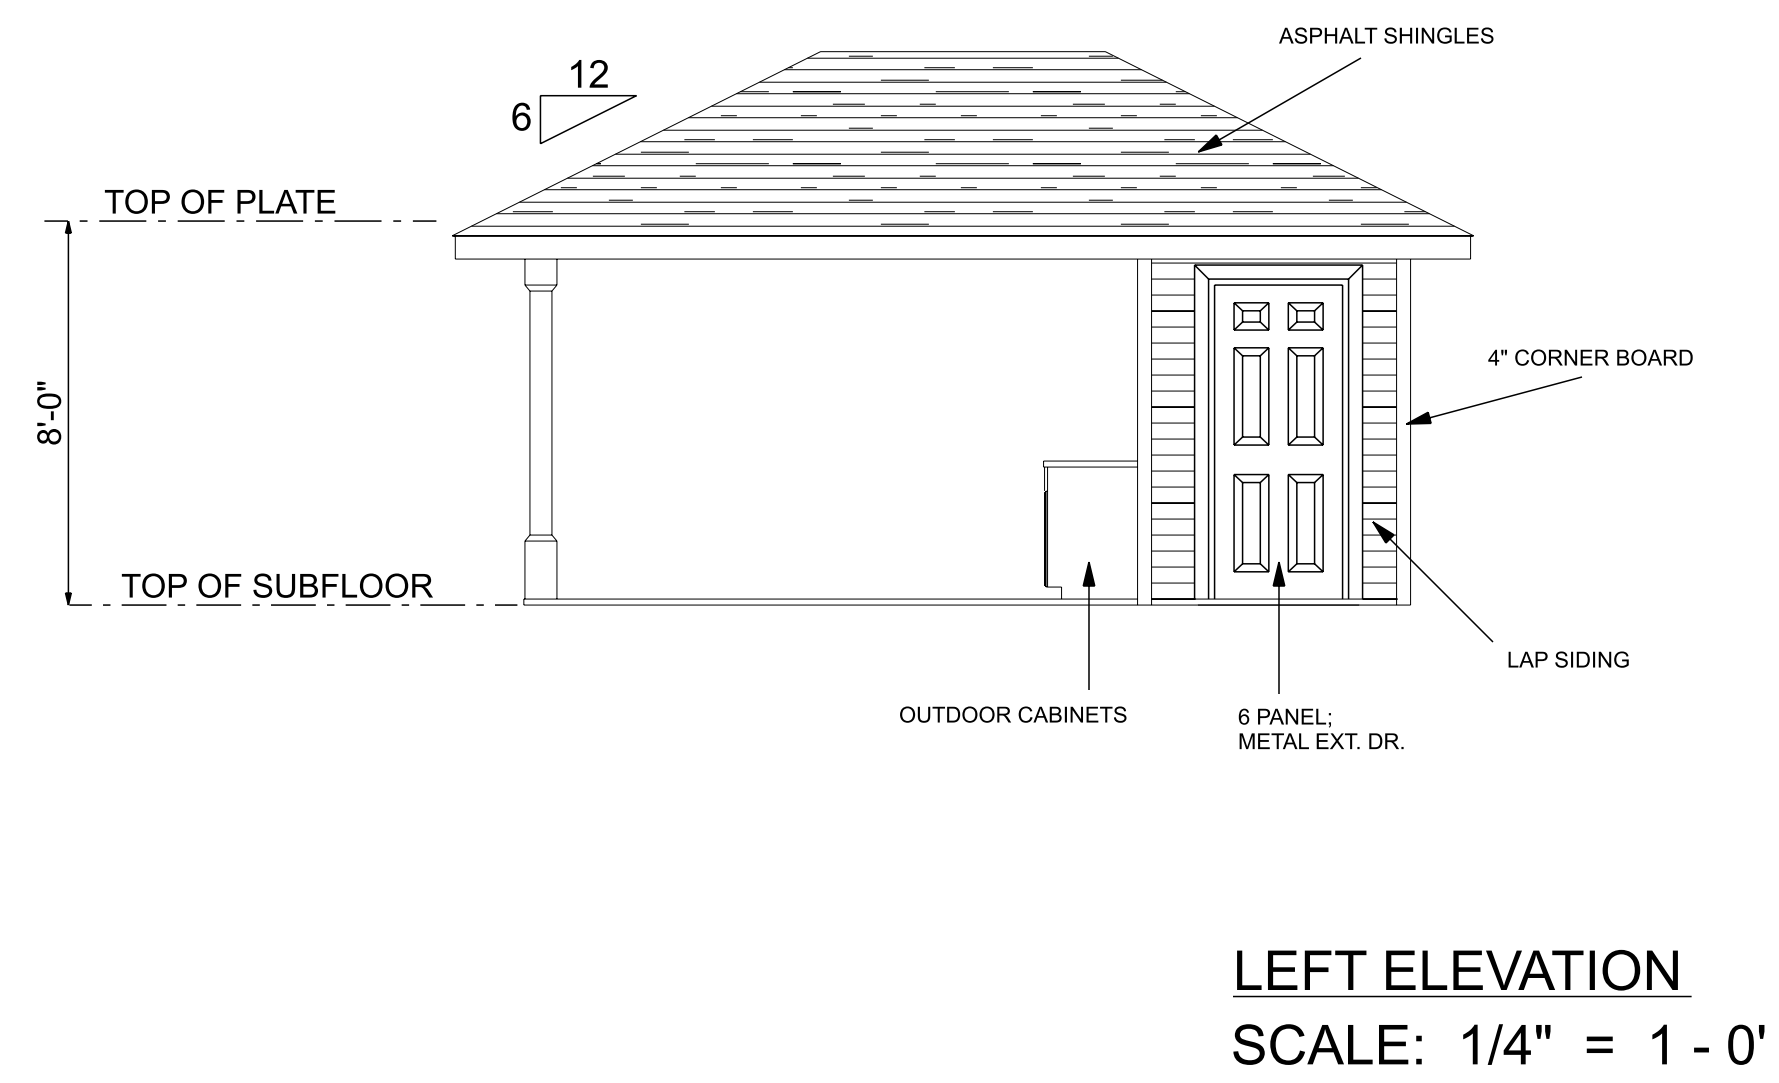 ASPHALT SHINGLES
12
6
TOP OF PLATE
8'-0"
4" CORNER BOARD
TOP OF SUBFLOOR
LAP SIDING
OUTDOOR CABINETS
6 PANEL;
METAL EXT. DR.
LEFT ELEVATION
SCALE: 1/4" = 1 - 0'